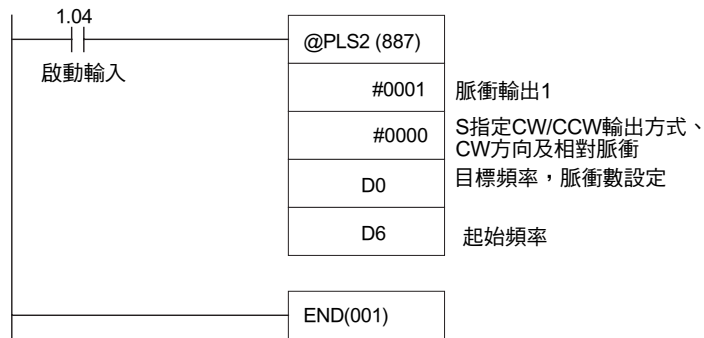 1.04
啟動輸入
@PLS2 (887)
#0001
脈衝輸出1
#0000
S指定CW/CCW輸出方式、
CW方向及相對脈衝
D0
目標頻率，脈衝數設定
D6
起始頻率
END(001)